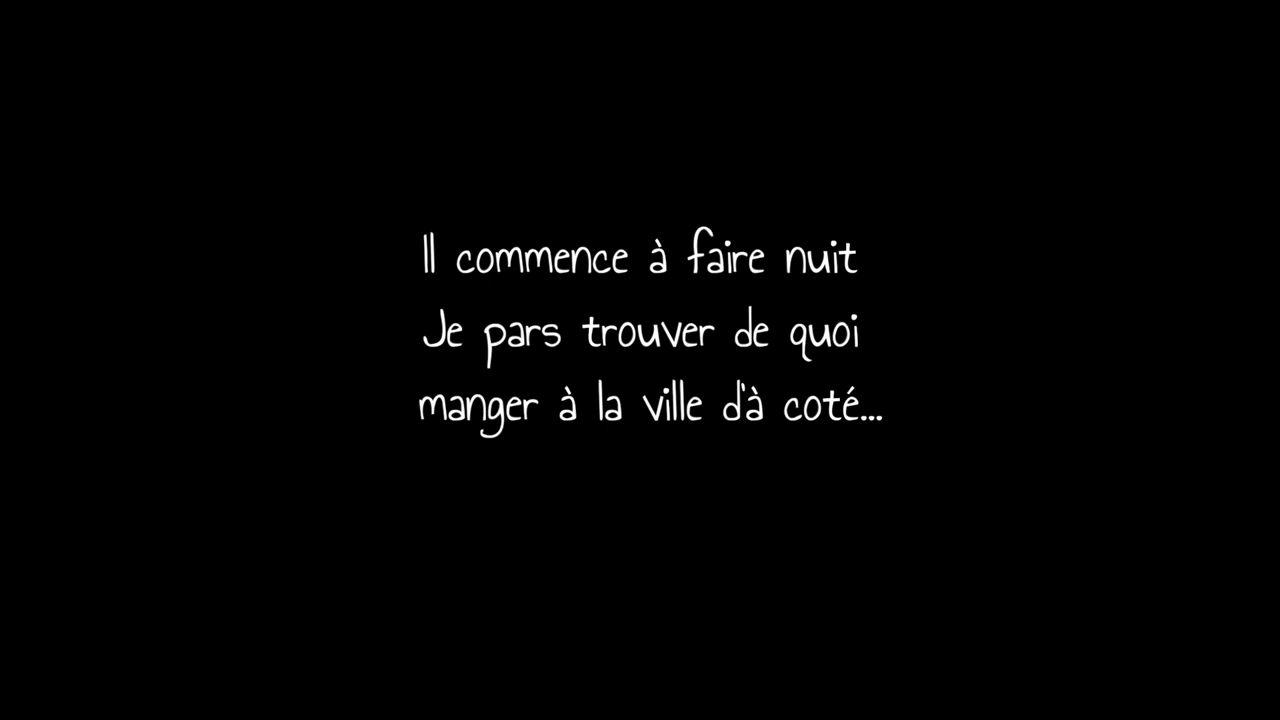 Il commence à faire nuit
Je pars trouver de quoi
manger à la ville d'à coté...